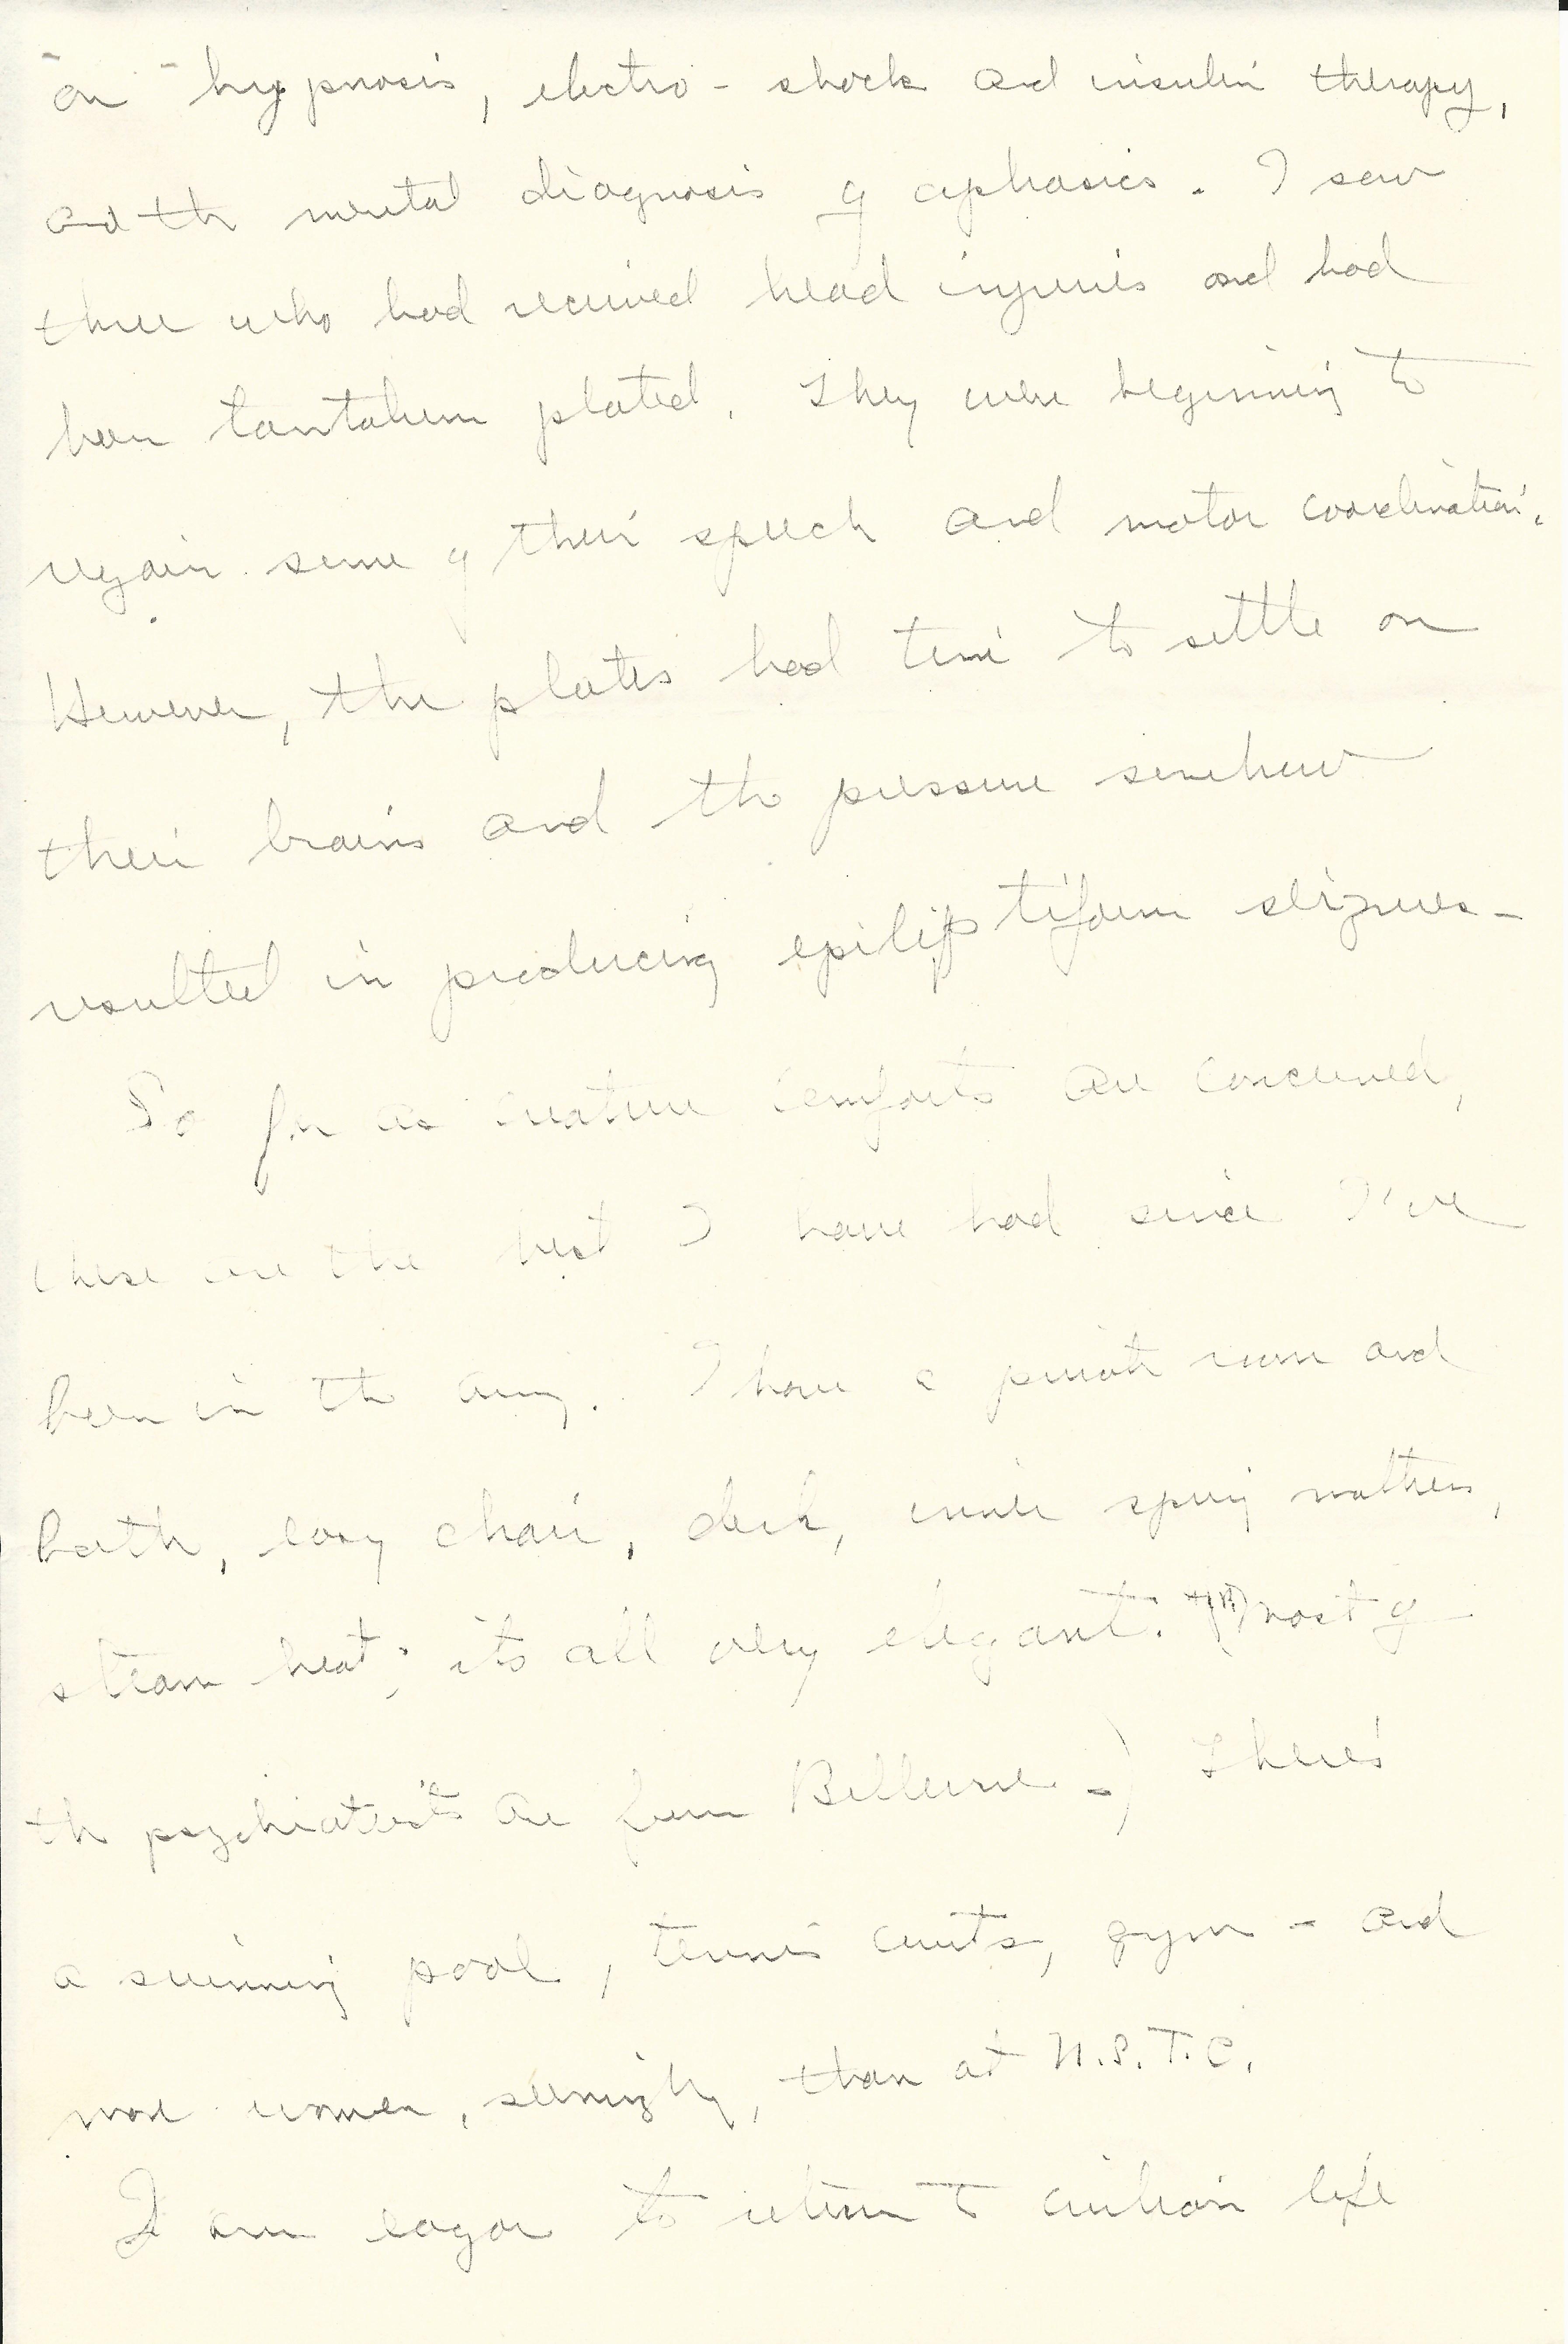 on hypnosis, electro-shock and insulin therapy,
and the mental diagnosis of aphasics. I saw
three who had received head injuries and had
been tantalum plated. They were beginning to
regain some of their speech and motor coordination.
However, the plates had time to settle on
their brains and the pressure somehow
resulted in producing epileptiform seizures-
So far as creature comforts are concerned,
these are the best I have had since I've
been in the army. I have a private room and
bath, easy chair, desk, inner spring mattress,
steam heat; its all very elegant. (Most of
the psychiatrists are from Bellevue-) There's
a swimming pool, tennis courts, gym - and
more women, seemingly, than at N.S.T.C.
I am eager to return to civilian life